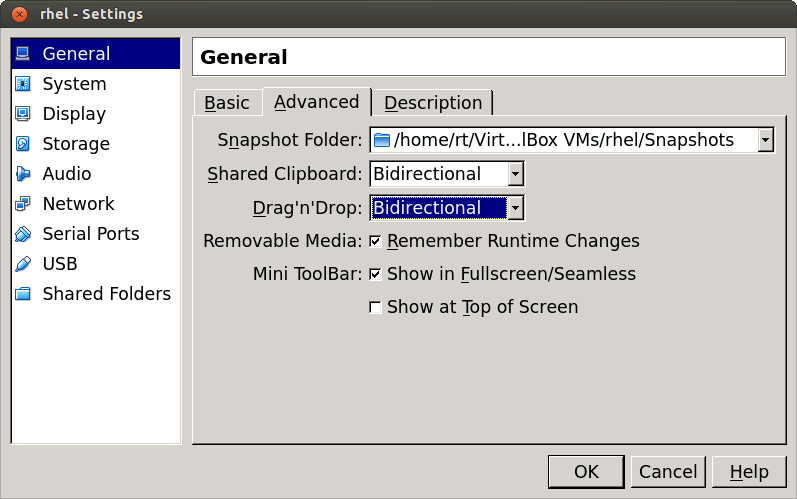 rhel - Settings
General
System
Display
Storage
Audio
Network
Serial Ports
USB
Shared Folders
General
Basic Advanced Description
Snapshot Folder: /home/rt/Virt...lBox VMs/rhel/Snapshots
Shared Clipboard: Bidirectional
Drag'n'Drop: Bidirectional
Removable Media: Remember Runtime Changes
Mini ToolBar: Show in Fullscreen/Seamless
Show at Top of Screen
OK Cancel Help